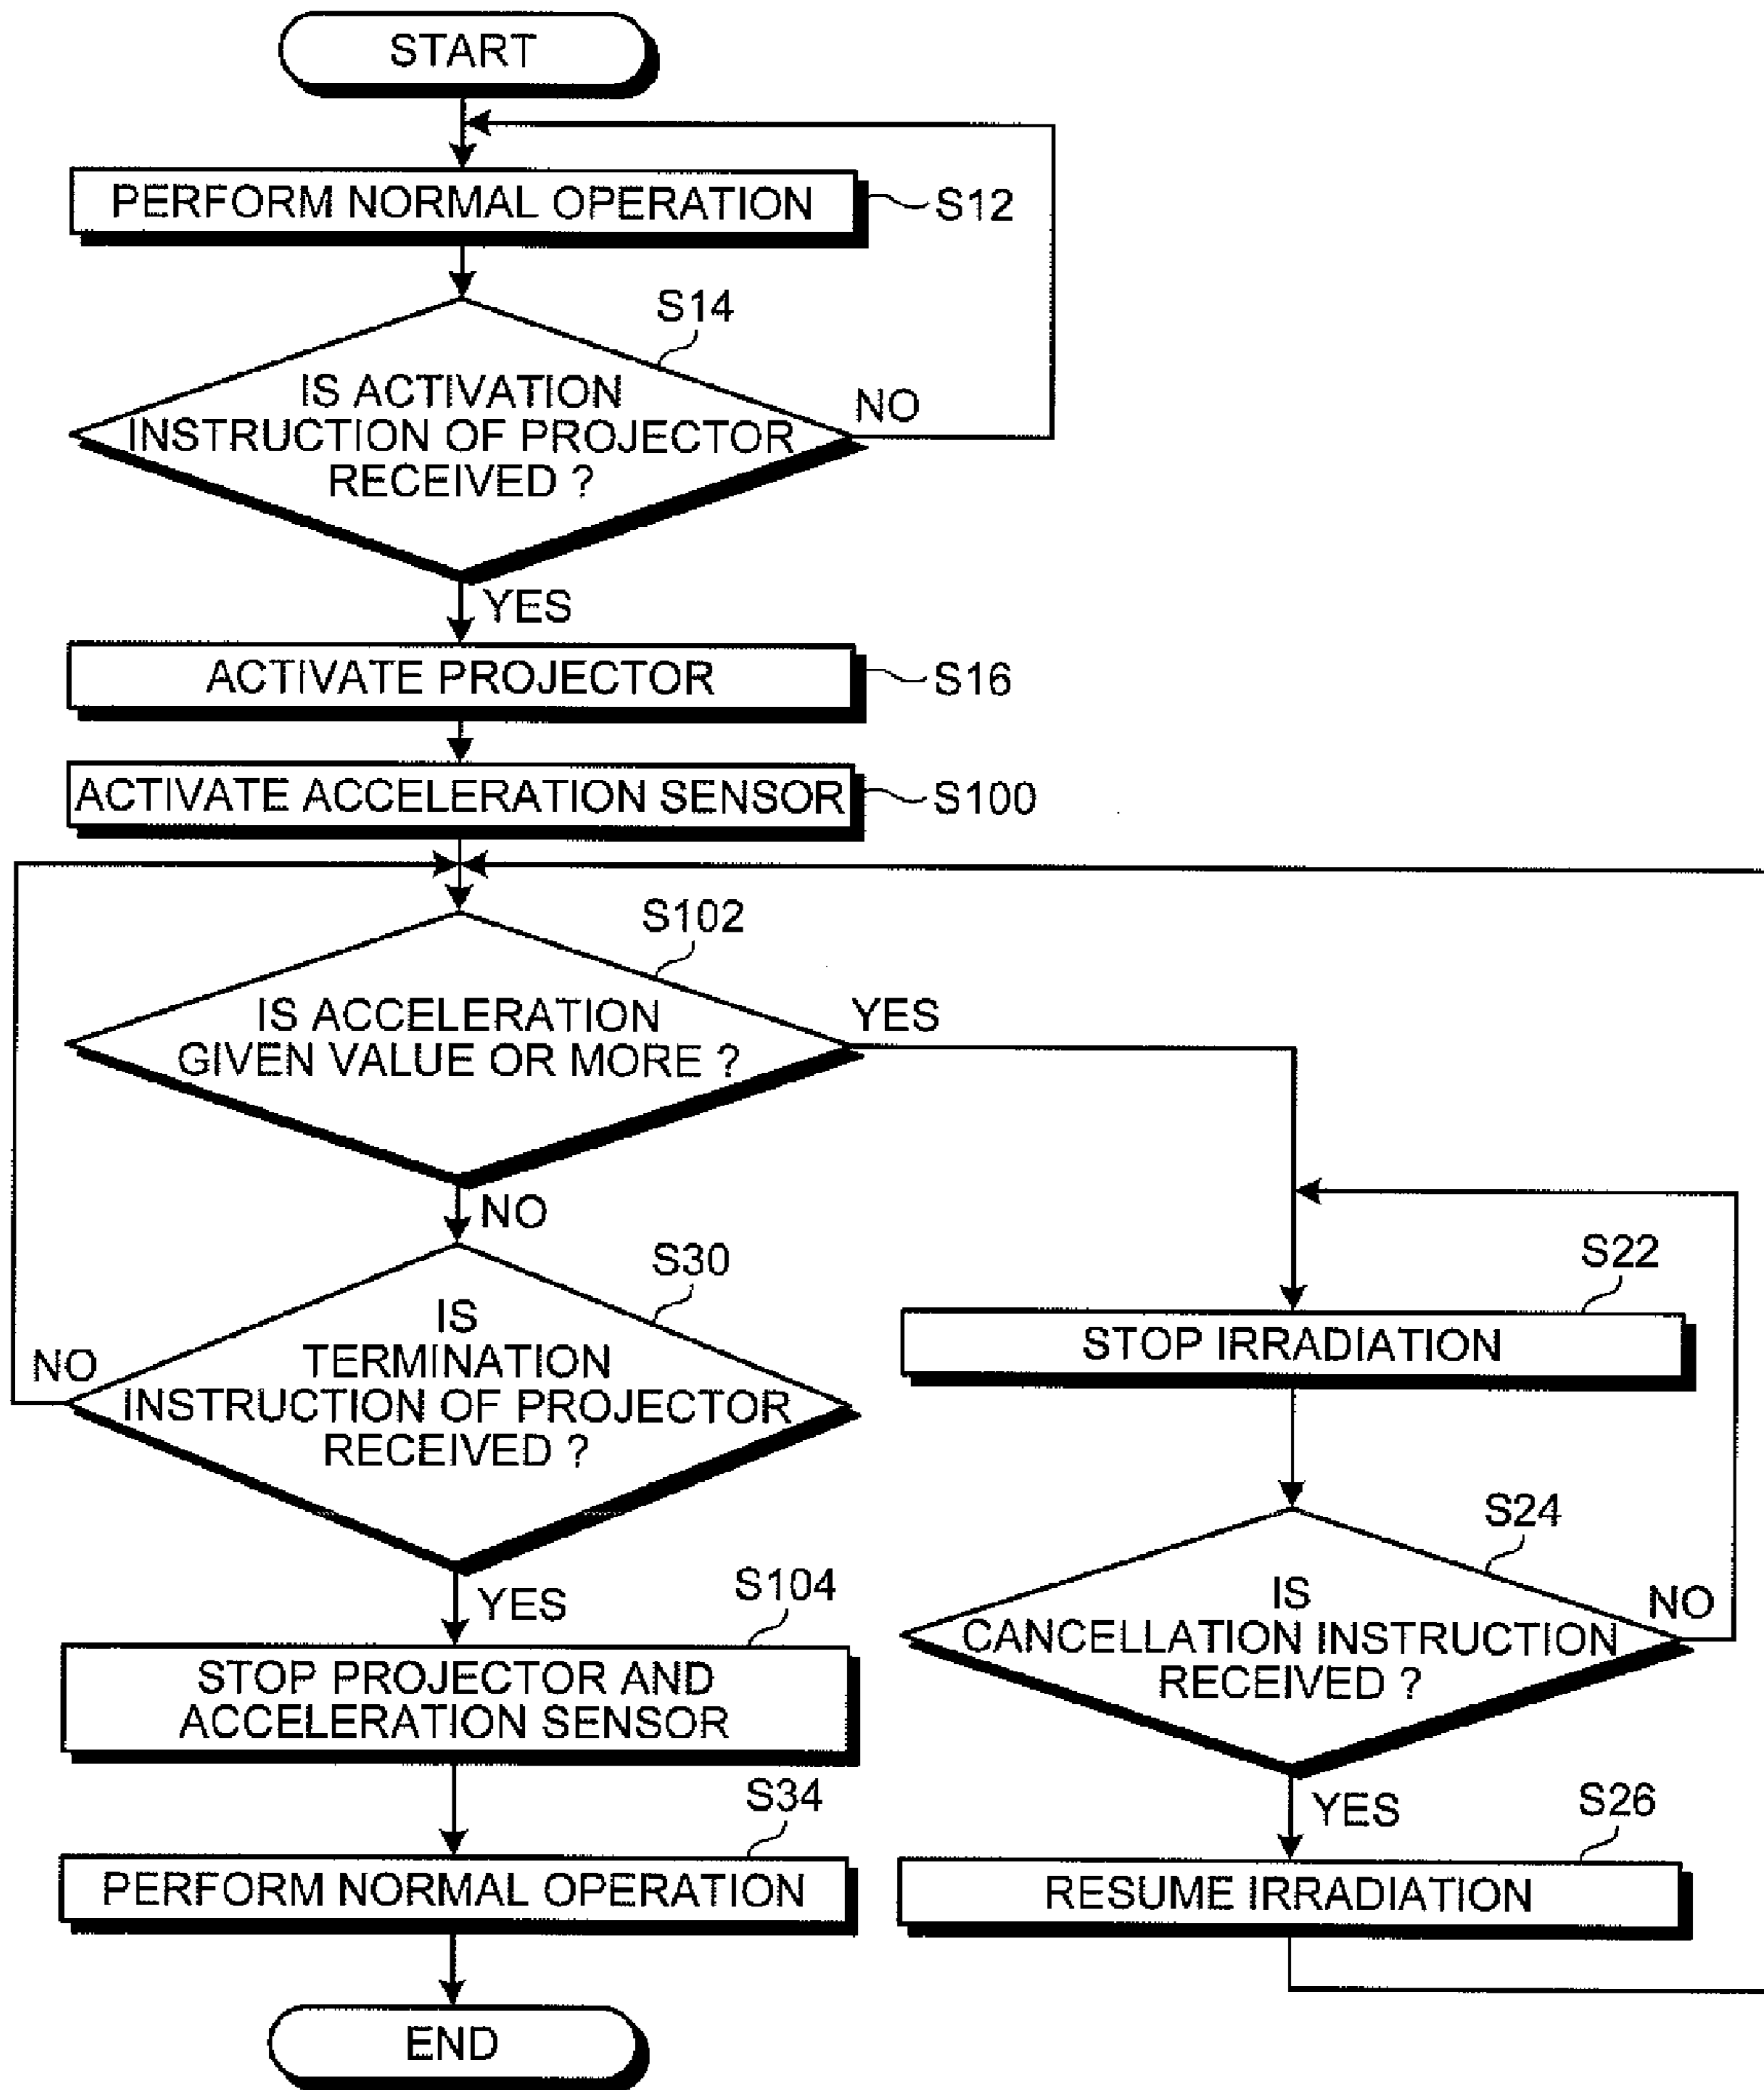 START
PERFORM NORMAL OPERATION
S12
S14
IS ACTIVATION
INSTRUCTION OF PROJECTOR
RECEIVED ?
NO
YES
ACTIVATE PROJECTOR
S16
ACTIVATE ACCELERATION SENSOR
S100
S102
IS ACCELERATION
GIVEN VALUE OR MORE ?
YES
NO
S30
IS
TERMINATION
INSTRUCTION OF PROJECTOR
RECEIVED ?
NO
YES
S104
STOP PROJECTOR AND
ACCELERATION SENSOR
S34
PERFORM NORMAL OPERATION
END
S22
STOP IRRADIATION
S24
IS
CANCELLATION INSTRUCTION
RECEIVED ?
NO
YES
S26
RESUME IRRADIATION